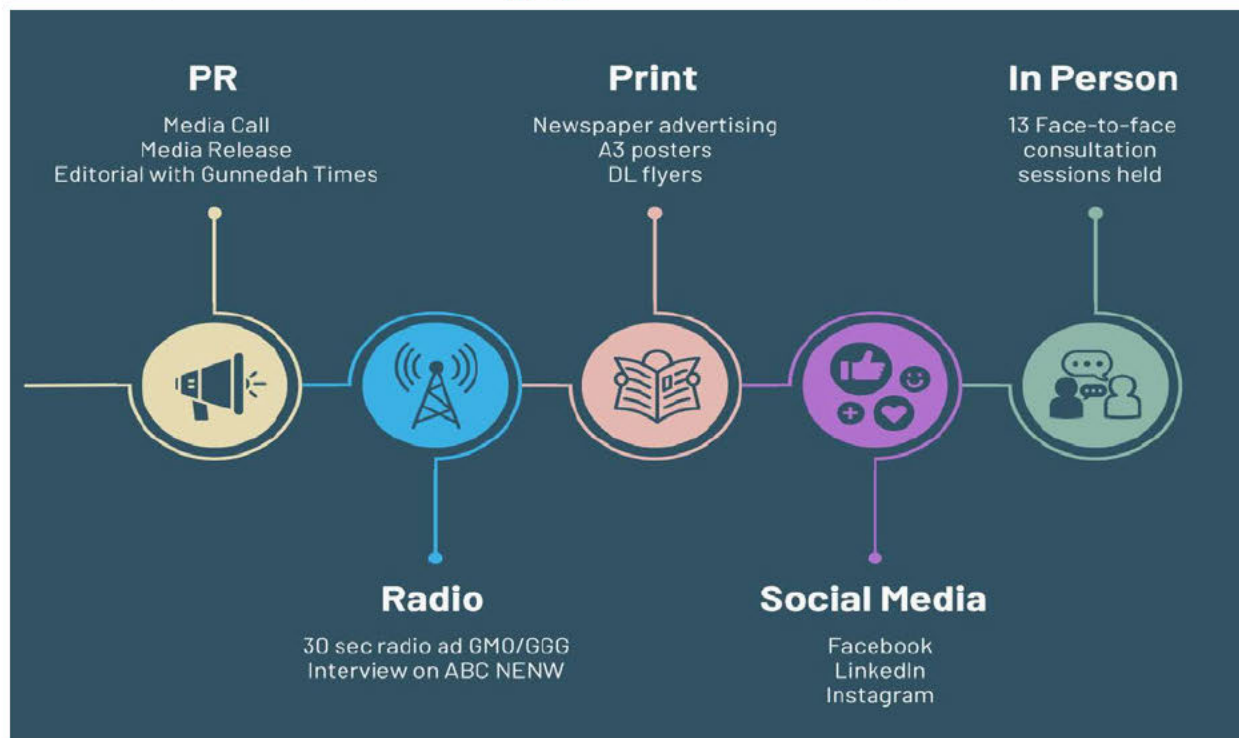 PR
Media Call
Media Release
Editorial with Gunnedah Times
Radio
30 sec radio ad GMO/GGG
Interview on ABC NENW
Print
Newspaper advertising
A3 posters
DL flyers
Social Media
Facebook
LinkedIn
Instagram
In Person
13 Face-to-face
consultation
sessions held